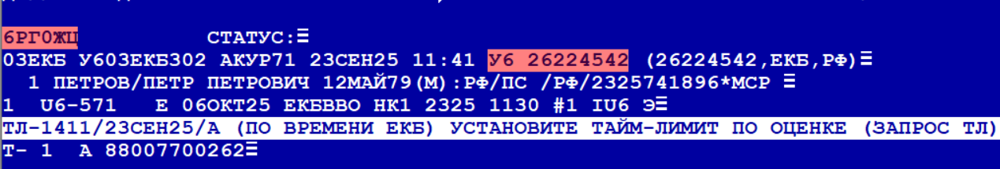 6РГ0ЖЦ СТАТУС:☰
03ЕКБ У603ЕКБ302 АКУР71 23СЕН25 11:41 У6 26224542 (26224542,ЕКБ,РФ)☰
1 ПЕТРОВ/ПЕТР ПЕТРОВИЧ 12МАЙ79(М):РФ/ПС /РФ/2325741896*МСР ☰
1 U6-571 Е 06ОКТ25 ЕКБВВО НК1 2325 1130 #1 IU6 Э☰
ТЛ-1411/23СЕН25/А (ПО ВРЕМЕНИ ЕКБ) УСТАНОВИТЕ ТАЙМ-ЛИМИТ ПО ОЦЕНКЕ (ЗАПРОС ТЛ)
Т- 1 А 88007700262☰